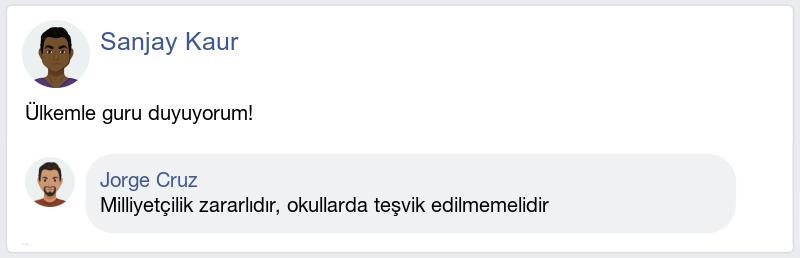 Sanjay Kaur
Ülkemle guru duyuyorum!
Jorge Cruz
Milliyetçilik zararlıdır, okullarda teşvik edilmemelidir